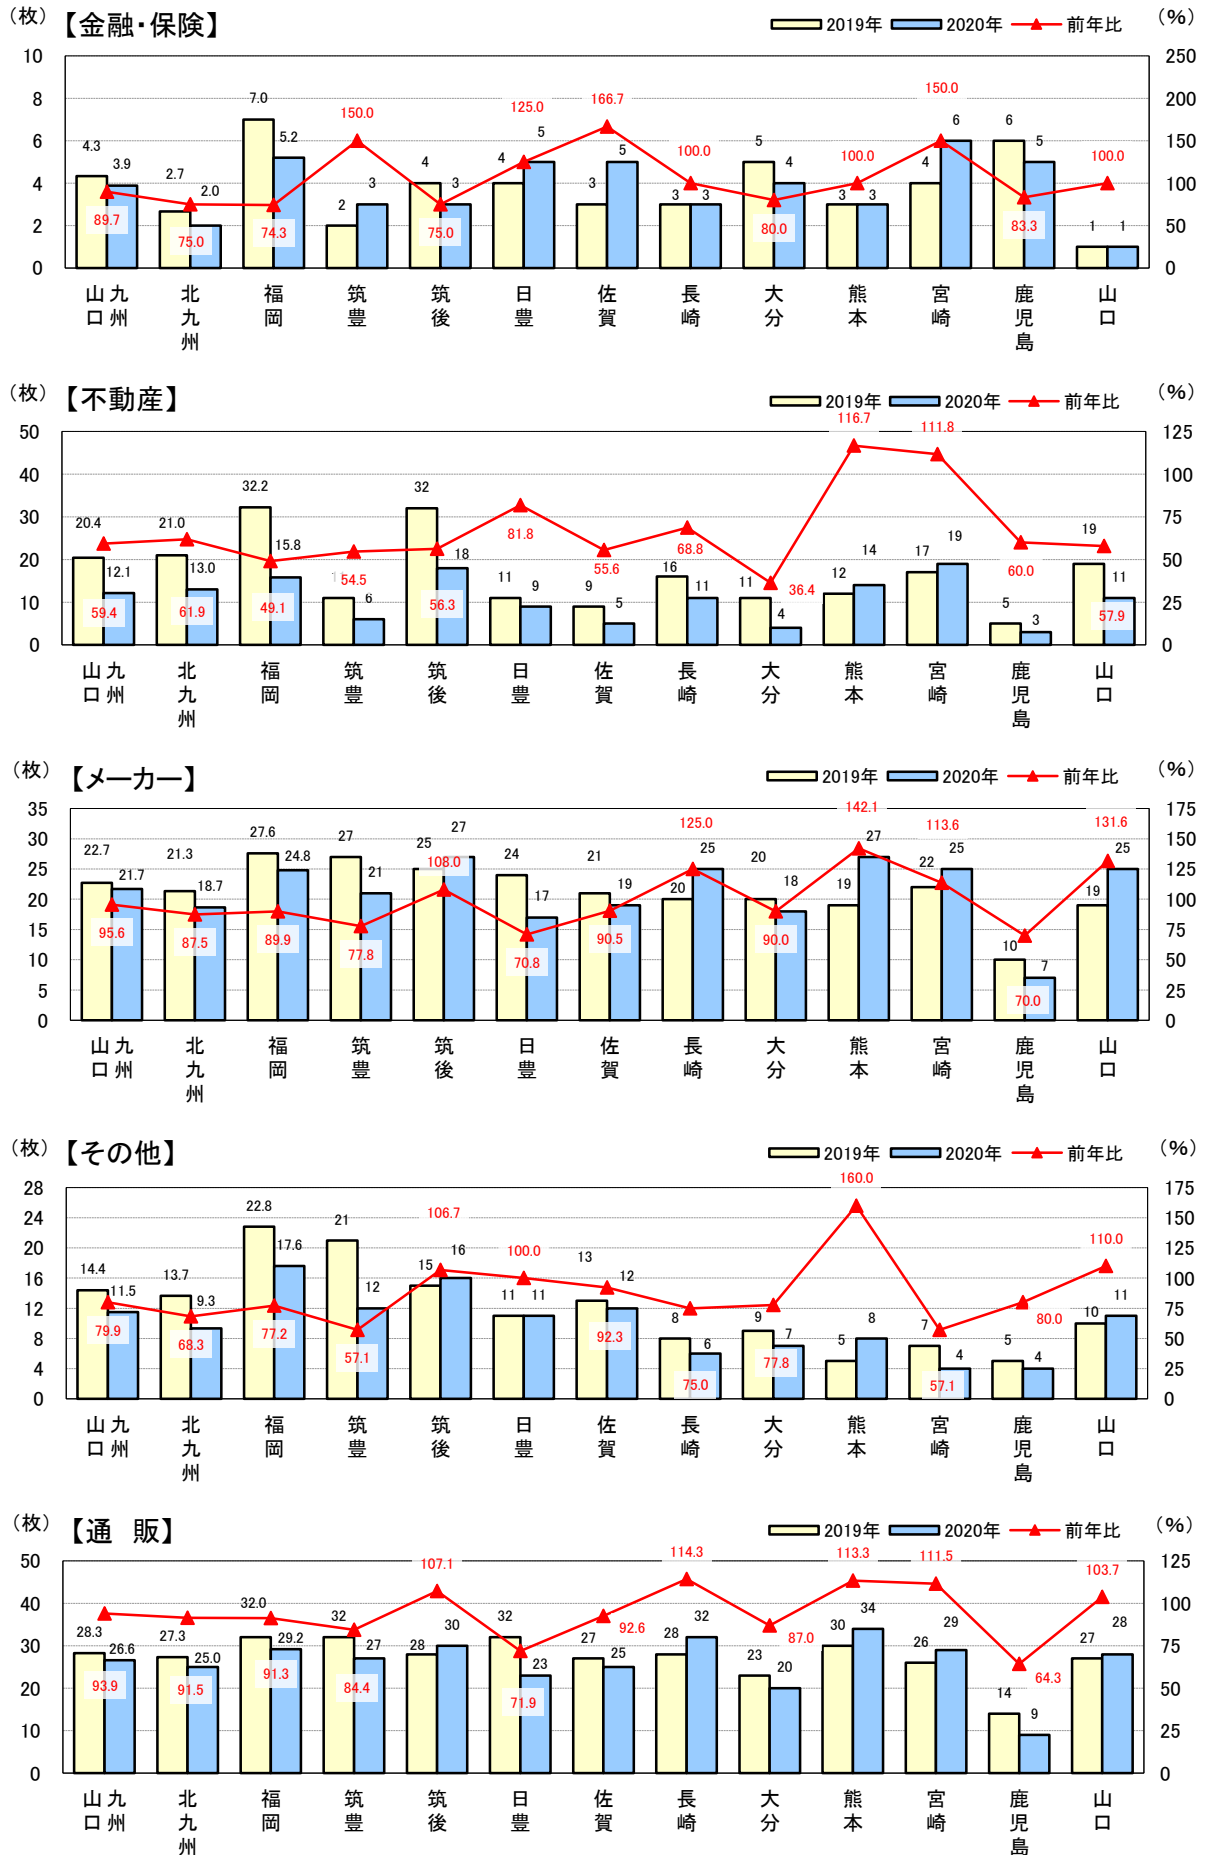 (枚) 【金融・保険】 2019年 2020年 前年比 (%)
10 8 6 4 2 0
250 200 150 100 50 0
4.3 2.7 7.0 2 4 4 3 3 5 3 4 6 1
3.9 2.0 5.2 3 3 5 5 3 4 3 6 5 1
89.7 75.0 74.3 150.0 75.0 125.0 166.7 100.0 80.0 100.0 150.0 83.3 100.0
山口九州 北九州 福岡 筑豊 筑後 日豊 佐賀 長崎 大分 熊本 宮崎 鹿児島 山口
(枚) 【不動産】 2019年 2020年 前年比 (%)
50 40 30 20 10 0
125 100 75 50 25 0
20.4 21.0 32.2 32 11 9 16 11 12 17 5 19
12.1 13.0 15.8 6 18 9 5 11 4 14 19 3 11
59.4 61.9 49.1 54.5 56.3 81.8 55.6 68.8 36.4 116.7 111.8 60.0 57.9
山口九州 北九州 福岡 筑豊 筑後 日豊 佐賀 長崎 大分 熊本 宮崎 鹿児島 山口
(枚) 【メーカー】 2019年 2020年 前年比 (%)
35 30 25 20 15 10 5 0
175 150 125 100 75 50 25 0
22.7 21.3 27.6 27 25 24 21 20 20 19 22 10 19
21.7 18.7 24.8 21 27 17 19 25 18 27 25 7 25
95.6 87.5 89.9 77.8 108.0 70.8 90.5 125.0 90.0 142.1 113.6 70.0 131.6
山口九州 北九州 福岡 筑豊 筑後 日豊 佐賀 長崎 大分 熊本 宮崎 鹿児島 山口
(枚) 【その他】 2019年 2020年 前年比 (%)
28 24 20 16 12 8 4 0
175 150 125 100 75 50 25 0
14.4 13.7 22.8 21 15 11 13 8 9 5 7 5 10
11.5 9.3 17.6 12 16 11 12 6 7 8 4 4 11
79.9 68.3 77.2 57.1 106.7 100.0 92.3 75.0 77.8 160.0 57.1 80.0 110.0
山口九州 北九州 福岡 筑豊 筑後 日豊 佐賀 長崎 大分 熊本 宮崎 鹿児島 山口
(枚) 【通 販】 2019年 2020年 前年比 (%)
50 40 30 20 10 0
125 100 75 50 25 0
28.3 27.3 32.0 32 28 32 27 28 23 30 26 14 27
26.6 25.0 29.2 27 30 23 25 32 20 34 29 9 28
93.9 91.5 91.3 84.4 107.1 71.9 92.6 114.3 87.0 113.3 111.5 64.3 103.7
山口九州 北九州 福岡 筑豊 筑後 日豊 佐賀 長崎 大分 熊本 宮崎 鹿児島 山口